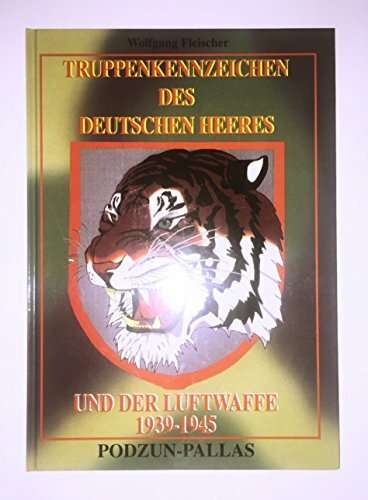 Wolfgang Fleischer
TRUPPENKENNZEICHEN
DES
DEUTSCHEN HEERES
UND DER LUFTWAFFE
1939-1945
PODZUN-PALLAS